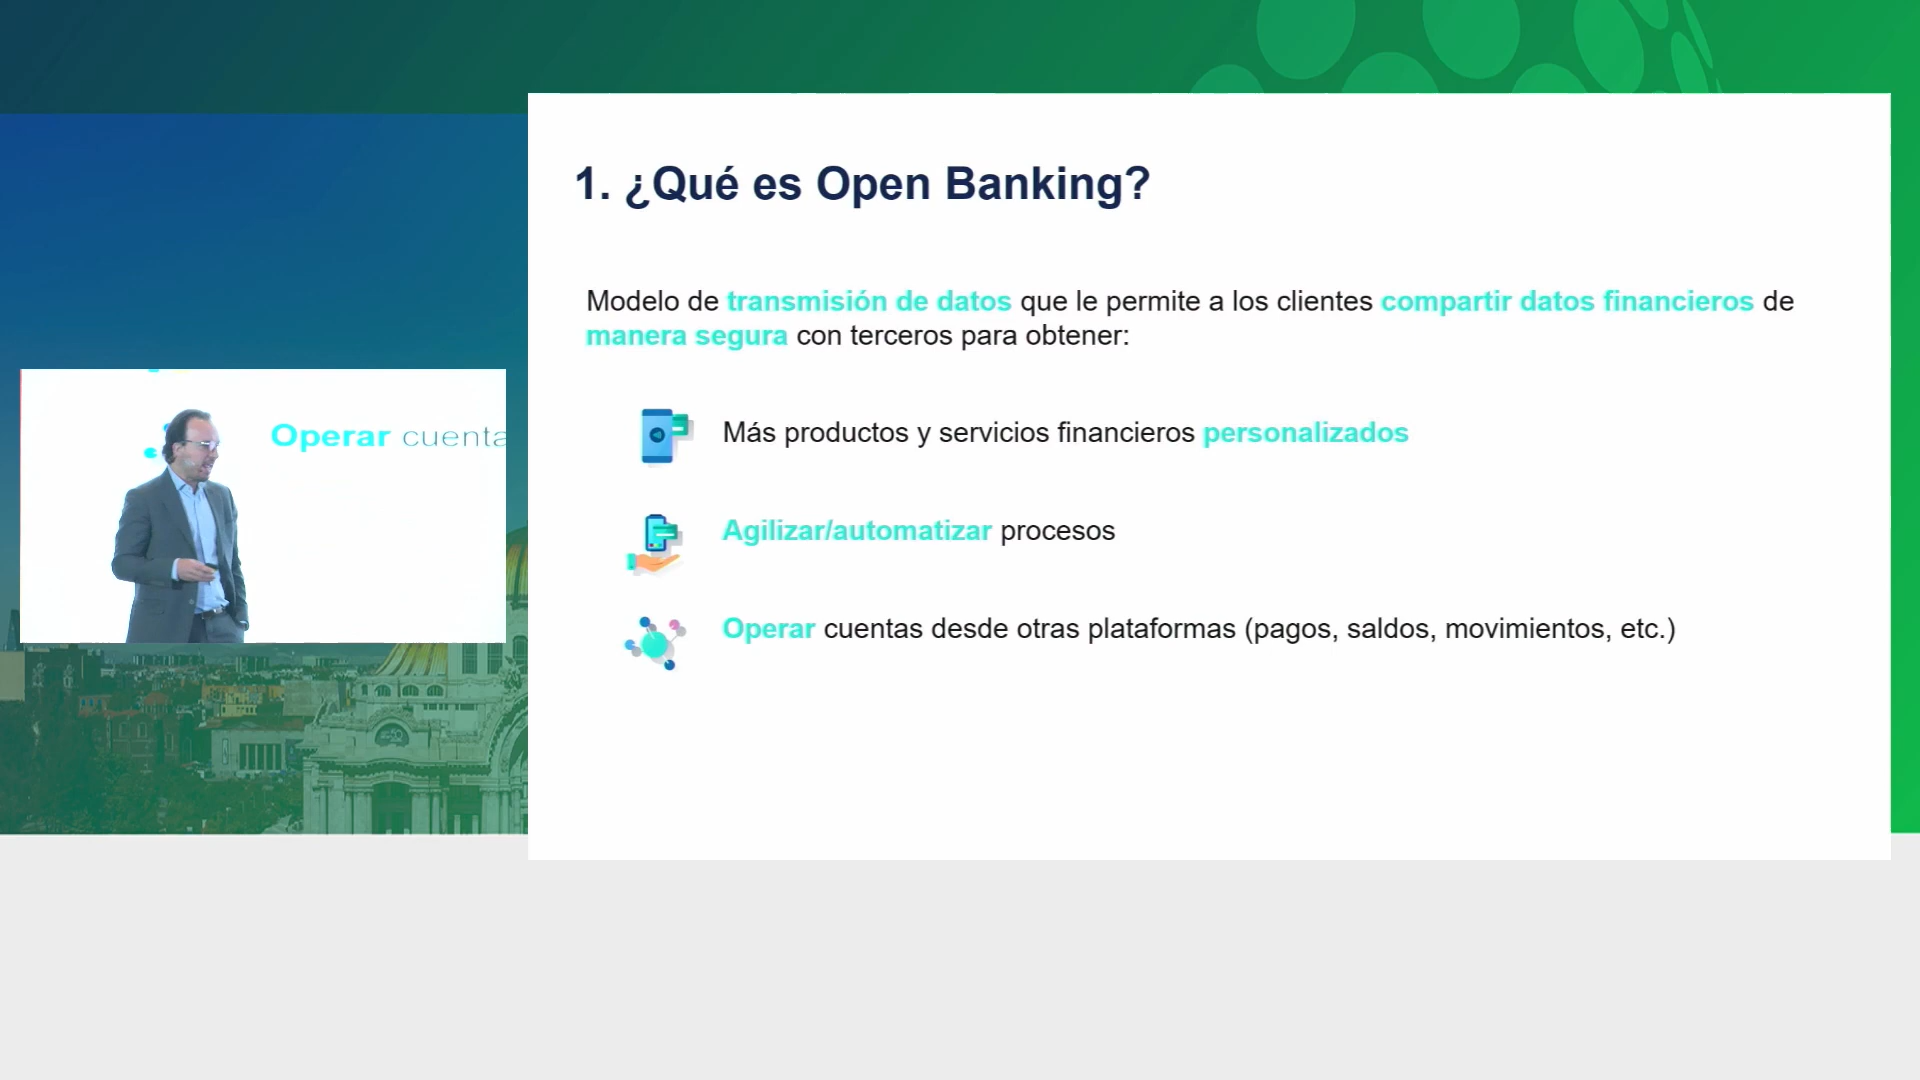 1. ¿Qué es Open Banking?
Modelo de transmisión de datos que le permite a los clientes compartir datos financieros de
manera segura con terceros para obtener:
Más productos y servicios financieros personalizados
Agilizar/automatizar procesos
Operar cuentas desde otras plataformas (pagos, saldos, movimientos, etc.)
Operar cuenta